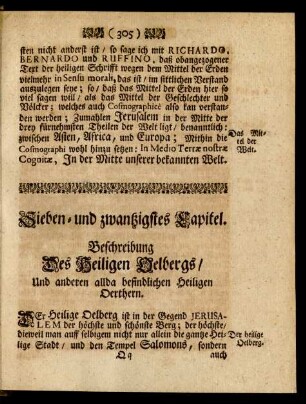 ( 305 )
sten nicht anderst ist / so sage ich mit RICHARDO,
BERNARDO und RUFFINO, daß obangezogener
Text der heiligen Schrifft wegen dem Mittel der Erden
vielmehr in Sensu morali, das ist / im sittlichen Verstand
auszulegen seye; so / daß das Mittel der Erden hier so
viel sagen will / als das Mittel der Geschlechter und
Völcker; welches auch Cosmographicè also kan verstan-
den werden; Zumahlen Jerusalem in der Mitte der
drey fürnehmsten Theilen der Welt ligt / benanntlich:
zwischen Asien, Africa, und Europa; Mithin die
Cosmographi wohl hinzu setzen: In Medio Terræ nostræ
Cognitæ, In der Mitte unserer bekannten Welt.
Das Mit-
tel der
Welt.
Sieben- und zwantzigstes Capitel.
Beschreibung
Des Heiligen Oelbergs /
Und anderen allda befindlichen Heiligen
Oerthern.
DEr Heilige Oelberg ist in der Gegend JERUSA-
LEM der höchste und schönste Berg; der höchste /
dieweil man auff selbigem nicht nur allein die gantze Hei-
lige Stadt / und den Tempel Salomons, sondern
Der heilige
Oelberg.
Qq
auch